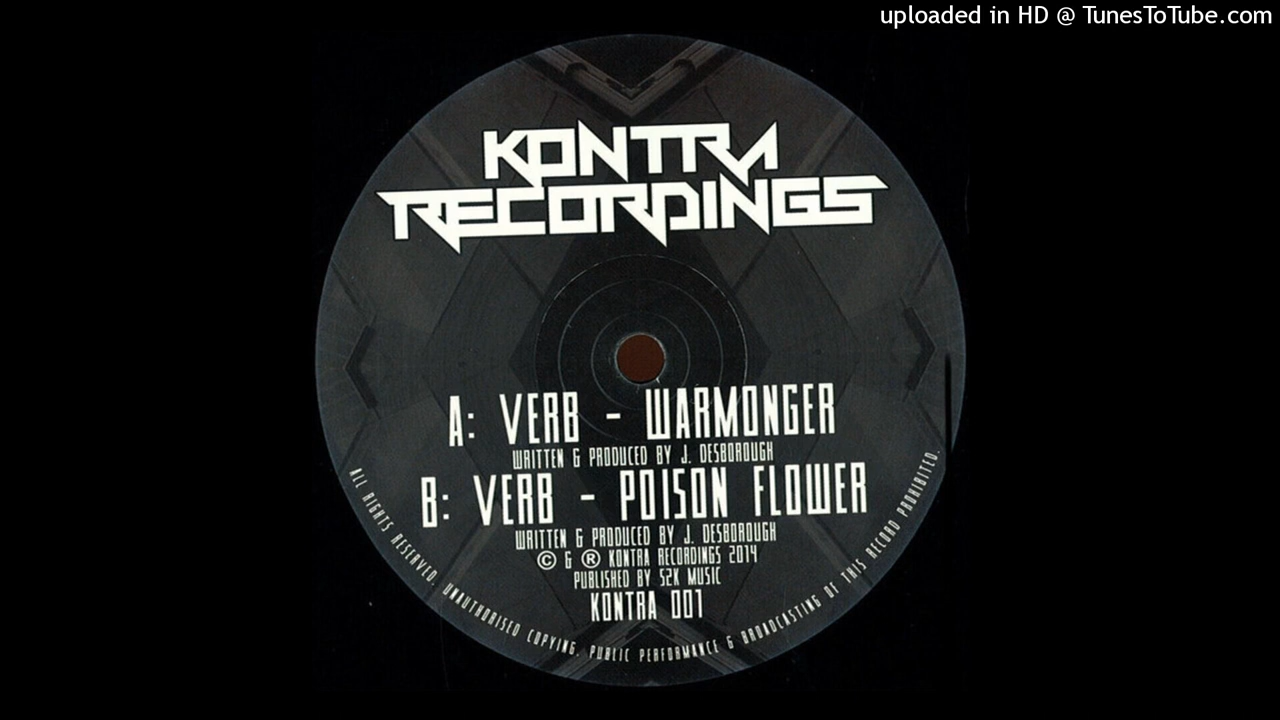 uploaded in HD @ TunesToTube.com
KONTRA
RECORDINGS
A: VERB - WARMONGER
WRITTEN & PRODUCED BY J. DESBOROUGH
B: VERB - POISON FLOWER
WRITTEN & PRODUCED BY J. DESBOROUGH
© & ® KONTRA RECORDINGS 2014
PUBLISHED BY S2K MUSIC
KONTRA 001
ALL RIGHTS RESERVED. UNAUTHORISED COPYING, PUBLIC PERFORMANCE & BROADCASTING OF THIS RECORD PROHIBITED.